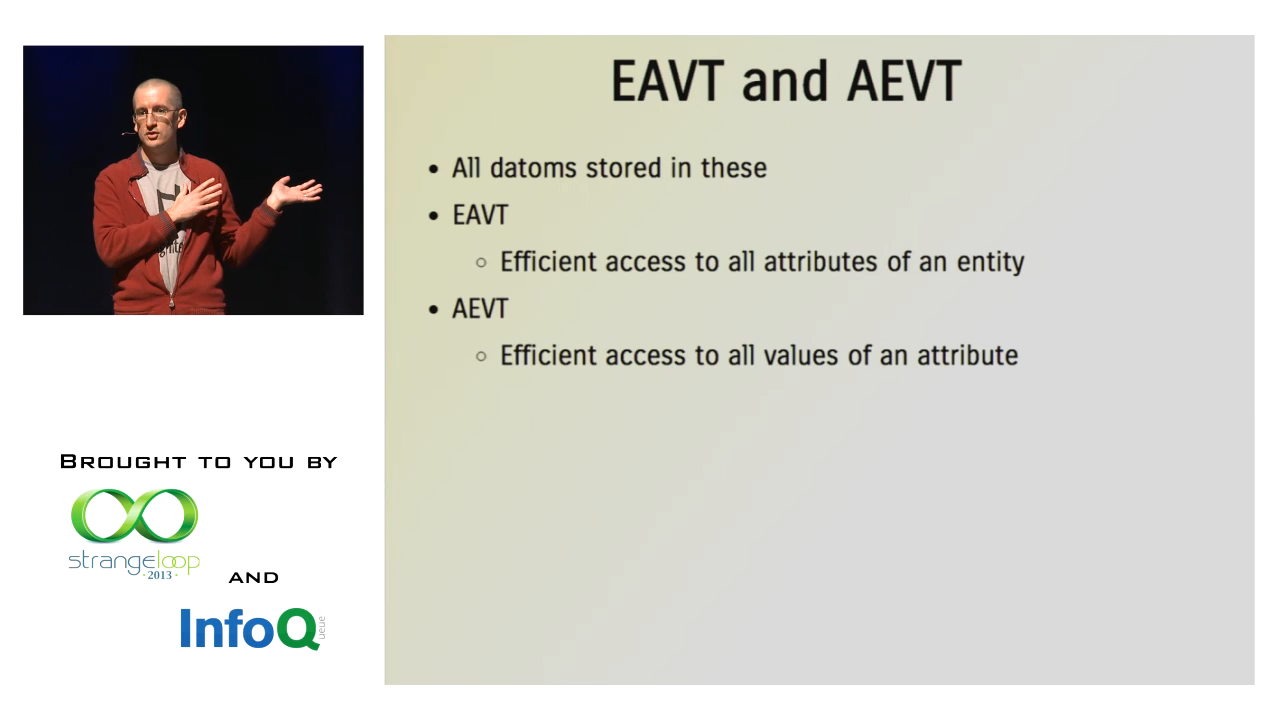 EAVT and AEVT
• All datoms stored in these
• EAVT
○ Efficient access to all attributes of an entity
• AEVT
○ Efficient access to all values of an attribute
BROUGHT TO YOU BY
strangeloop
·2013·
AND
InfoQ
ueue